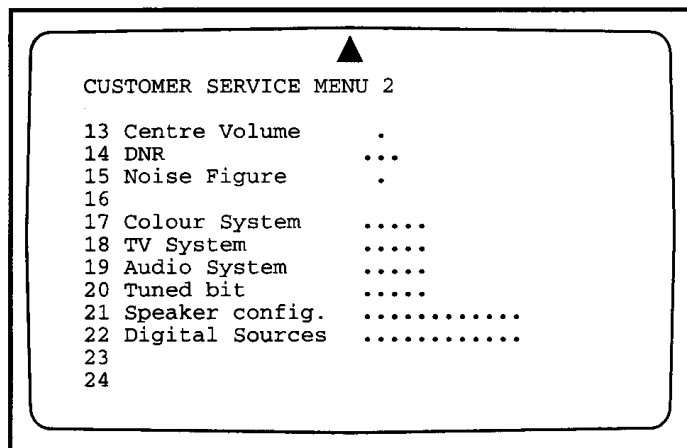 ▲
CUSTOMER SERVICE MENU 2
13 Centre Volume .
14 DNR ...
15 Noise Figure .
16
17 Colour System .....
18 TV System .....
19 Audio System .....
20 Tuned bit .....
21 Speaker config. ............
22 Digital Sources ............
23
24